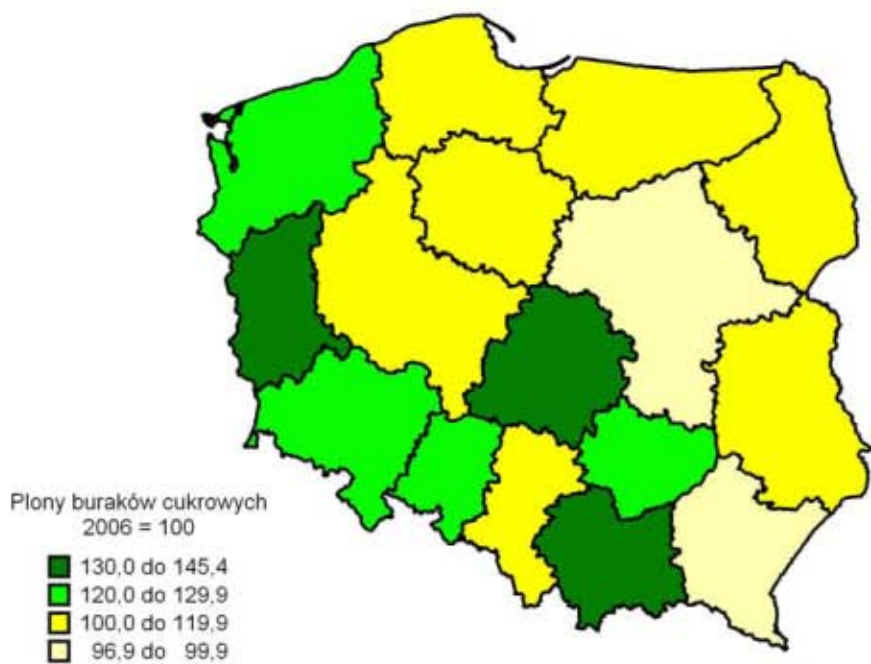 Plony buraków cukrowych
2006 = 100
130,0 do 145,4
120,0 do 129,9
100,0 do 119,9
96,9 do 99,9